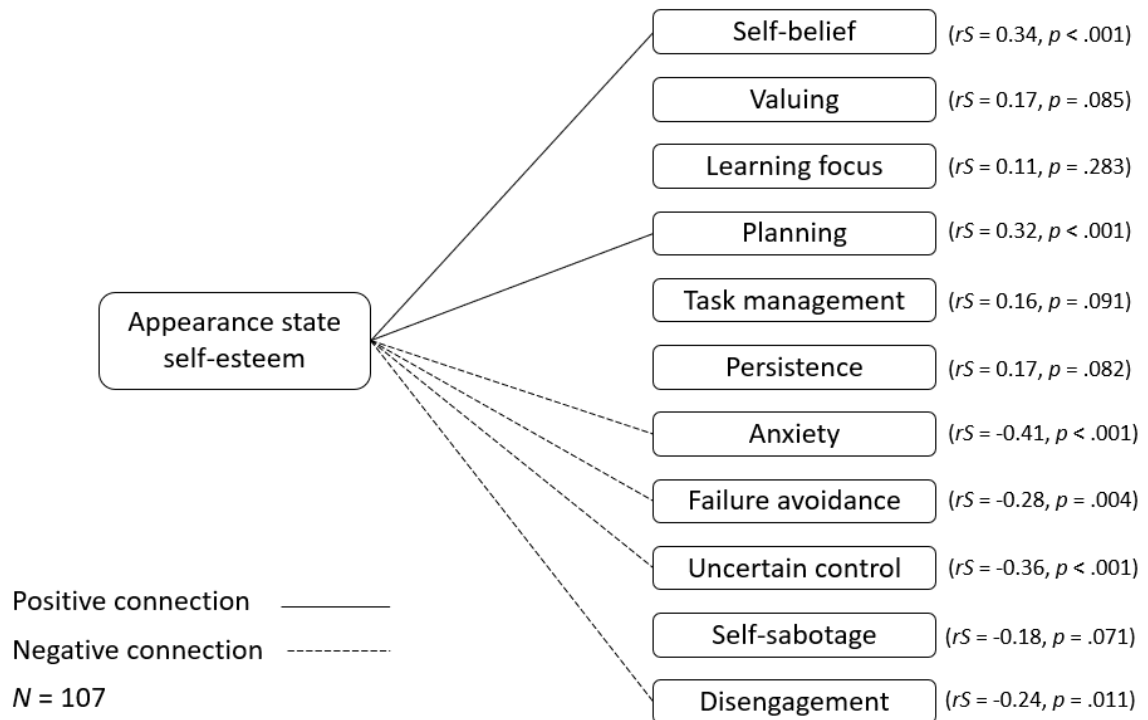 Self-belief (rS = 0.34, p < .001)
Valuing (rS = 0.17, p = .085)
Learning focus (rS = 0.11, p = .283)
Planning (rS = 0.32, p < .001)
Task management (rS = 0.16, p = .091)
Appearance state
self-esteem
Persistence (rS = 0.17, p = .082)
Anxiety (rS = -0.41, p < .001)
Failure avoidance (rS = -0.28, p = .004)
Uncertain control (rS = -0.36, p < .001)
Self-sabotage (rS = -0.18, p = .071)
Disengagement (rS = -0.24, p = .011)
Positive connection
Negative connection
N = 107